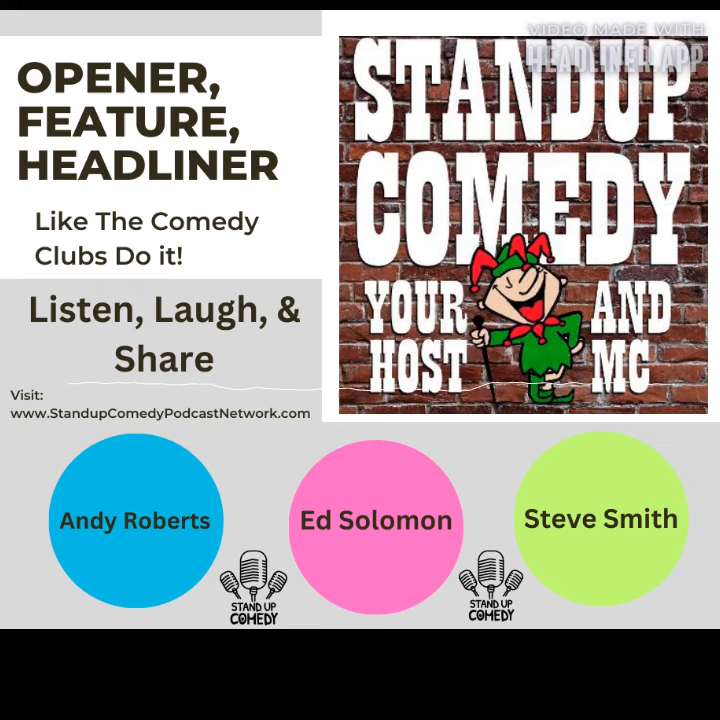 VIDEO MADE WITH
HEADLINER APP
OPENER,
FEATURE,
HEADLINER
Like The Comedy
Clubs Do it!
Listen, Laugh, &
Share
Visit:
www.StandupComedyPodcastNetwork.com
STANDUP
COMEDY
YOUR AND
HOST MC
Andy Roberts
Ed Solomon
Steve Smith
STAND UP
COMEDY
STAND UP
COMEDY